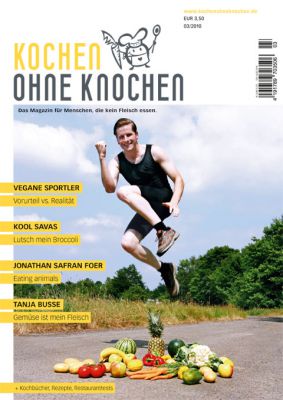 www.kochenohneknochen.de
EUR 3,50
03/2010
KOCHEN
OHNE KNOCHEN
Das Magazin für Menschen, die kein Fleisch essen.
VEGANE SPORTLER
Vorurteil vs. Realität
KOOL SAVAS
Lutsch mein Broccoli
JONATHAN SAFRAN FOER
Eating animals
TANJA BUSSE
Gemüse ist mein Fleisch
+ Kochbücher, Rezepte, Restauranttests